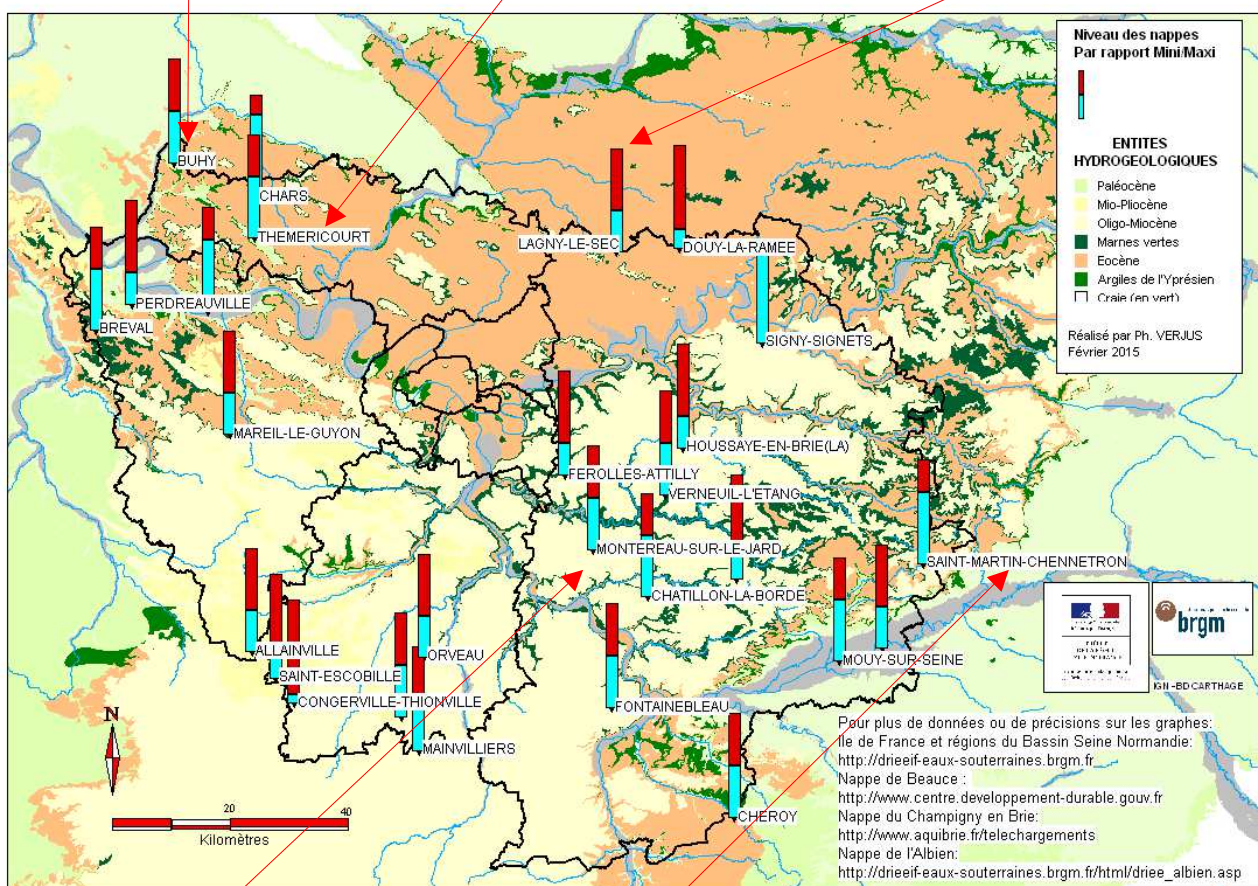 Niveau des nappes
Par rapport Mini/Maxi
ENTITES
HYDROGEOLOGIQUES
Paléocène
Mio-Pliocène
Oligo-Miocène
Marnes vertes
Eocène
Argiles de l'Yprésien
Craie (en vert)
Réalisé par Ph. VERJUS
Février 2015
BUHY
CHARS
THEMERICOURT
LAGNY-LE-SEC
DOUY-LA-RAMEE
PERDREAUVILLE
BREVAL
SIGNY-SIGNETS
MAREIL-LE-GUYON
HOUSSAYE-EN-BRIE(LA)
FEROLLES-ATTILLY
VERNEUIL-L'ETANG
MONTEREAU-SUR-LE-JARD
SAINT-MARTIN-CHENNETRON
CHATILLON-LA-BORDE
ALLAINVILLE
ORVEAU
MOUY-SUR-SEINE
SAINT-ESCOBILLE
CONGERVILLE-THIONVILLE
FONTAINEBLEAU
MAINVILLIERS
CHEROY
N
20 40
Kilomètres
brgm
IGN -BDCARTHAGE
Pour plus de données ou de précisions sur les graphes:
Ile de France et régions du Bassin Seine Normandie:
http://drieeif-eaux-souterraines.brgm.fr
Nappe de Beauce :
http://www.centre.developpement-durable.gouv.fr
Nappe du Champigny en Brie:
http://www.aquibrie.fr/telechargements
Nappe de l'Albien:
http://drieeif-eaux-souterraines.brgm.fr/html/driee_albien.asp